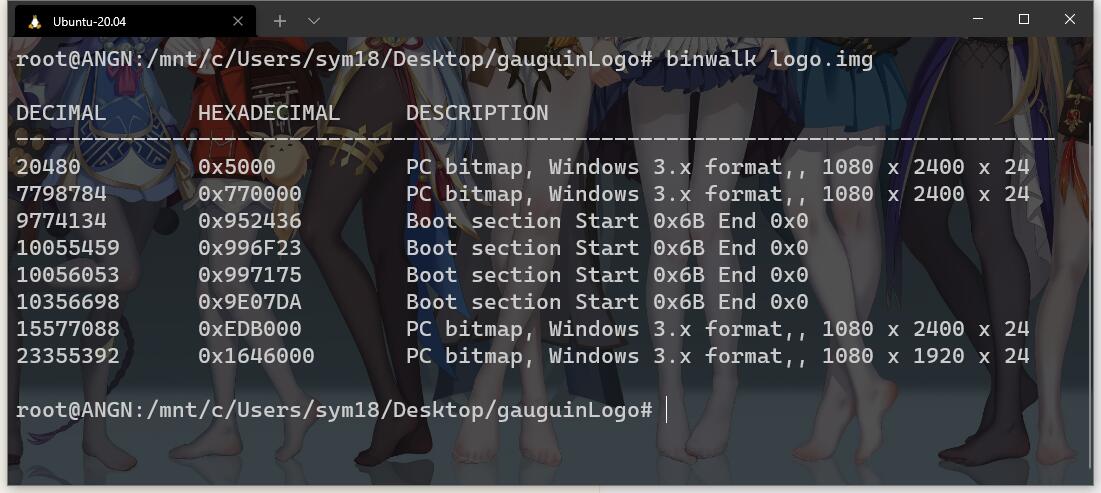 Ubuntu-20.04
root@ANGN:/mnt/c/Users/sym18/Desktop/gauguinLogo# binwalk logo.img
DECIMAL HEXADECIMAL DESCRIPTION
--------------------------------------------------------------------------------
20480 0x5000 PC bitmap, Windows 3.x format,, 1080 x 2400 x 24
7798784 0x770000 PC bitmap, Windows 3.x format,, 1080 x 2400 x 24
9774134 0x952436 Boot section Start 0x6B End 0x0
10055459 0x996F23 Boot section Start 0x6B End 0x0
10056053 0x997175 Boot section Start 0x6B End 0x0
10356698 0x9E07DA Boot section Start 0x6B End 0x0
15577088 0xEDB000 PC bitmap, Windows 3.x format,, 1080 x 2400 x 24
23355392 0x1646000 PC bitmap, Windows 3.x format,, 1080 x 1920 x 24
root@ANGN:/mnt/c/Users/sym18/Desktop/gauguinLogo#